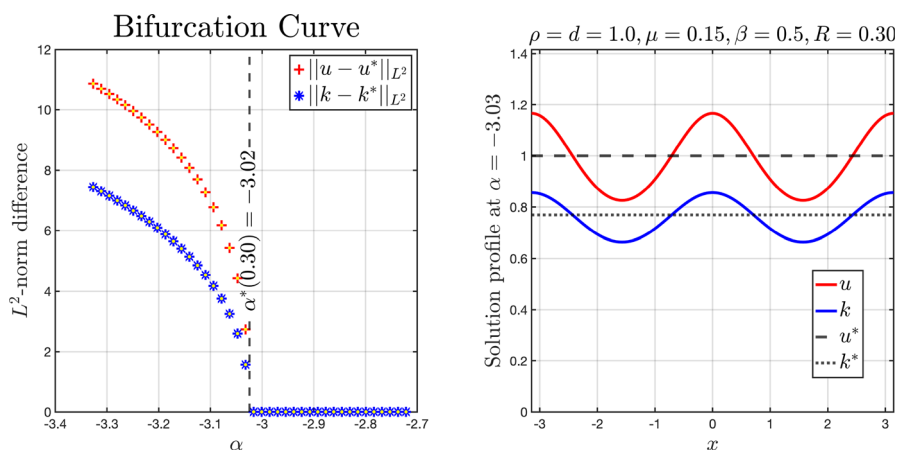 Bifurcation Curve
12
10
8
6
4
2
0
-3.4
-3.3
-3.2
-3.1
-3
-2.9
-2.8
-2.7
α
L²-norm difference
||u − u*||_{L²}
||k − k*||_{L²}
α*(0.30) = −3.02
ρ = d = 1.0, μ = 0.15, β = 0.5, R = 0.30
1.4
1.2
1
0.8
0.6
0.4
0.2
0
-3
-2
-1
0
1
2
3
x
Solution profile at α = −3.03
u
k
u*
k*